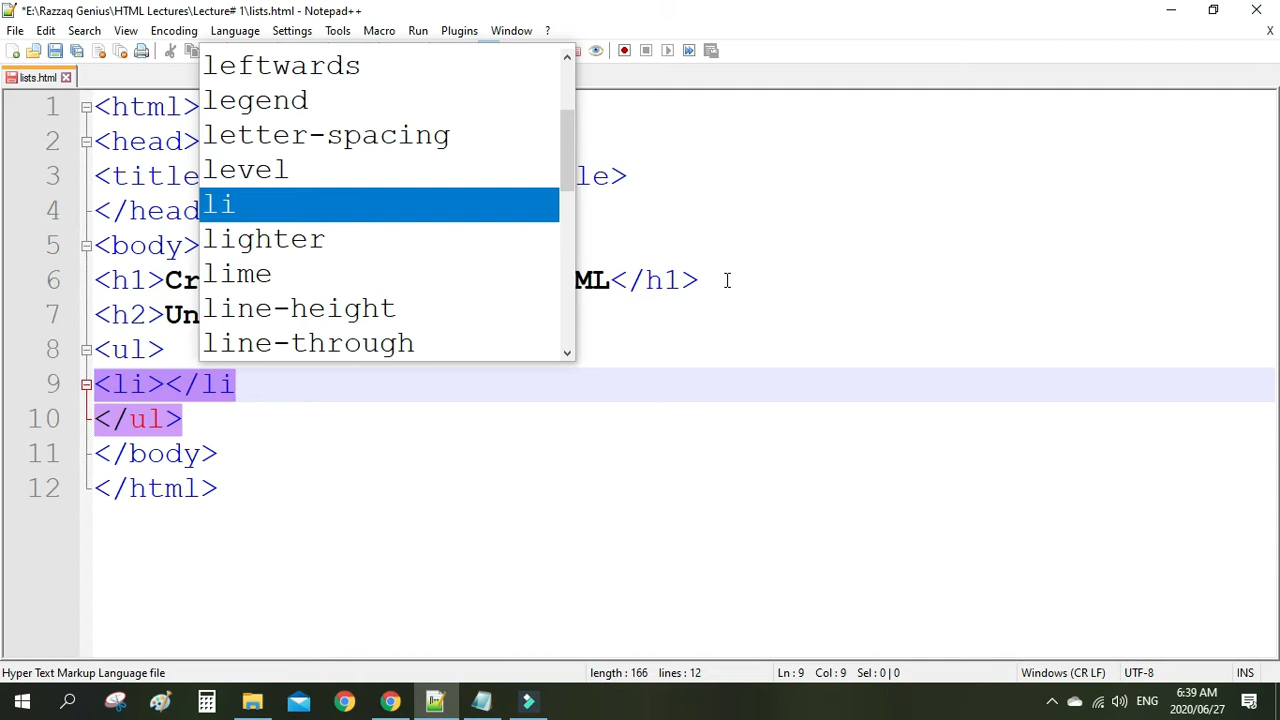 *E:\Razzaq Genius\HTML Lectures\Lecture# 1\lists.html - Notepad++
File Edit Search View Encoding Language Settings Tools Macro Run Plugins Window ? X
lists.html
1 <html>
2 <head>
3 <title le>
4 </head
5 <body>
6 <h1>Cr ML</h1>
7 <h2>Un
8 <ul>
9 <li></li
10 </ul>
11 </body>
12 </html>
leftwards
legend
letter-spacing
level
li
lighter
lime
line-height
line-through
Hyper Text Markup Language file length : 166 lines : 12 Ln : 9 Col : 9 Sel : 0 | 0 Windows (CR LF) UTF-8 INS
ENG 6:39 AM
2020/06/27